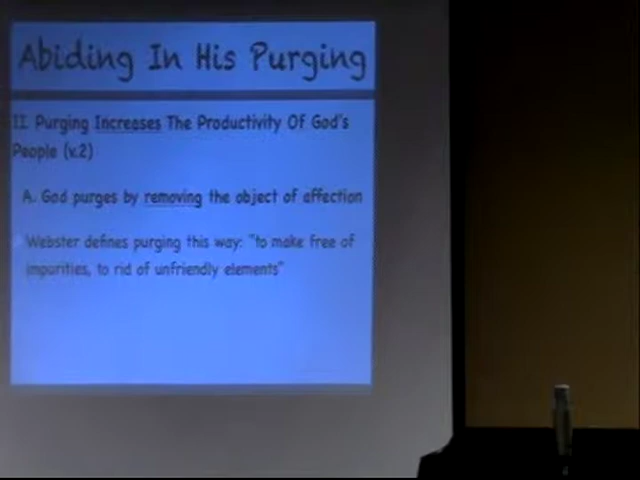 Abiding In His Purging
II. Purging Increases The Productivity Of God's
People (v.2)
A. God purges by removing the object of affection
Webster defines purging this way: "to make free of
impurities, to rid of unfriendly elements"